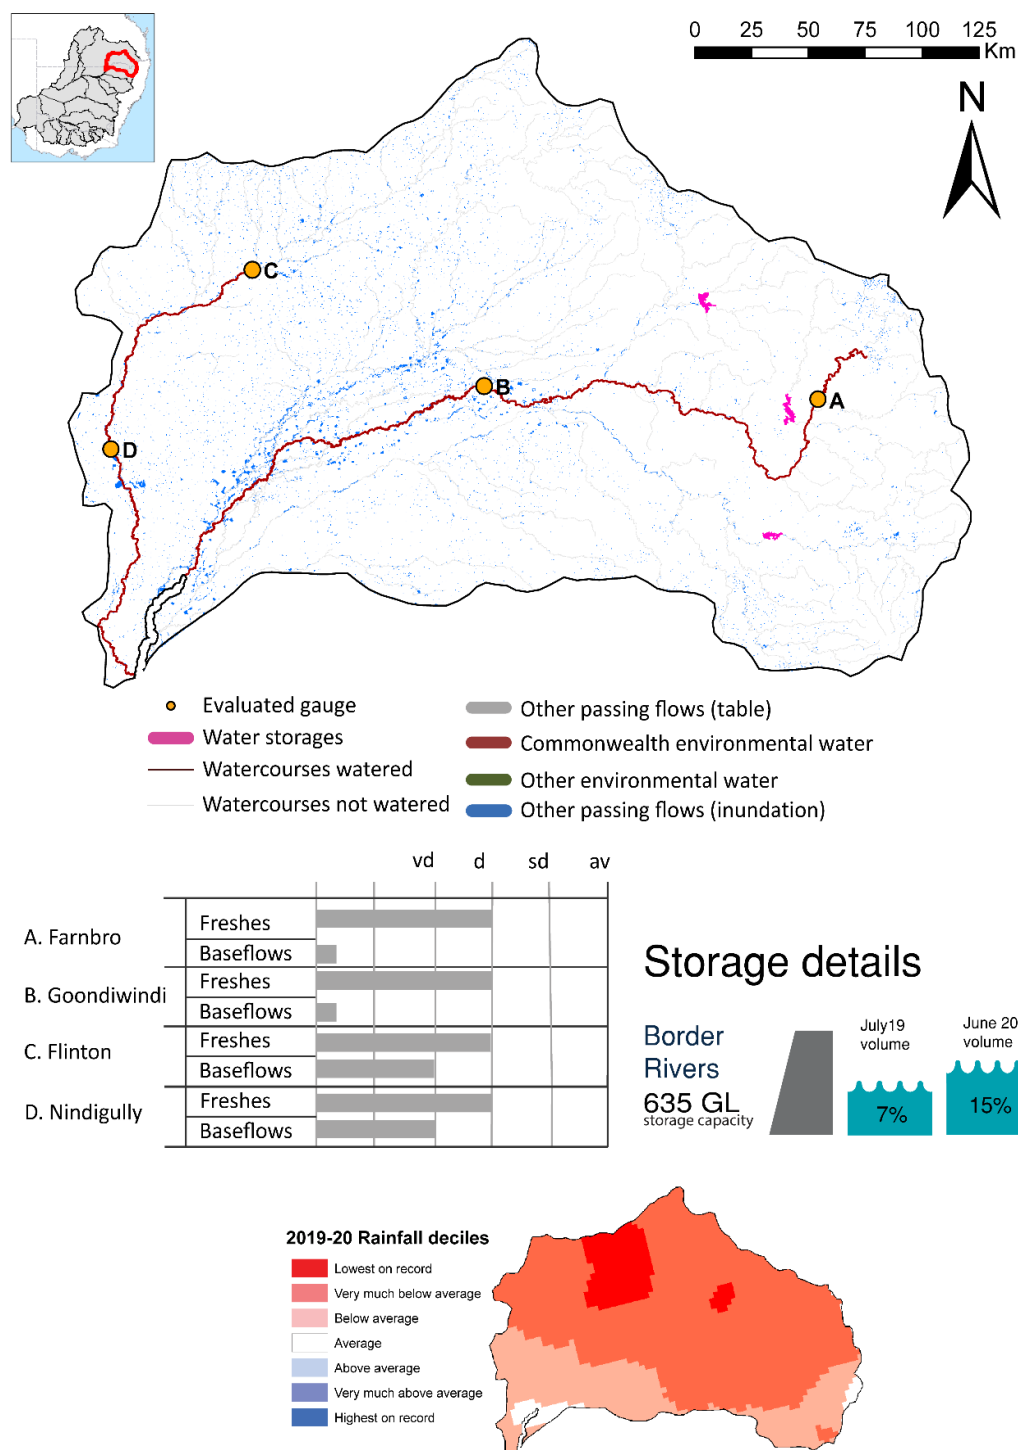 0 25 50 75 100 125
Km
N
C
B
A
D
Evaluated gauge
Water storages
Watercourses watered
Watercourses not watered
Other passing flows (table)
Commonwealth environmental water
Other environmental water
Other passing flows (inundation)
vd d sd av
A. Farnbro
Freshes
Baseflows
B. Goondiwindi
Freshes
Baseflows
C. Flinton
Freshes
Baseflows
D. Nindigully
Freshes
Baseflows
Storage details
Border
Rivers
635 GL
storage capacity
July19
volume
7%
June 20
volume
15%
2019-20 Rainfall deciles
Lowest on record
Very much below average
Below average
Average
Above average
Very much above average
Highest on record